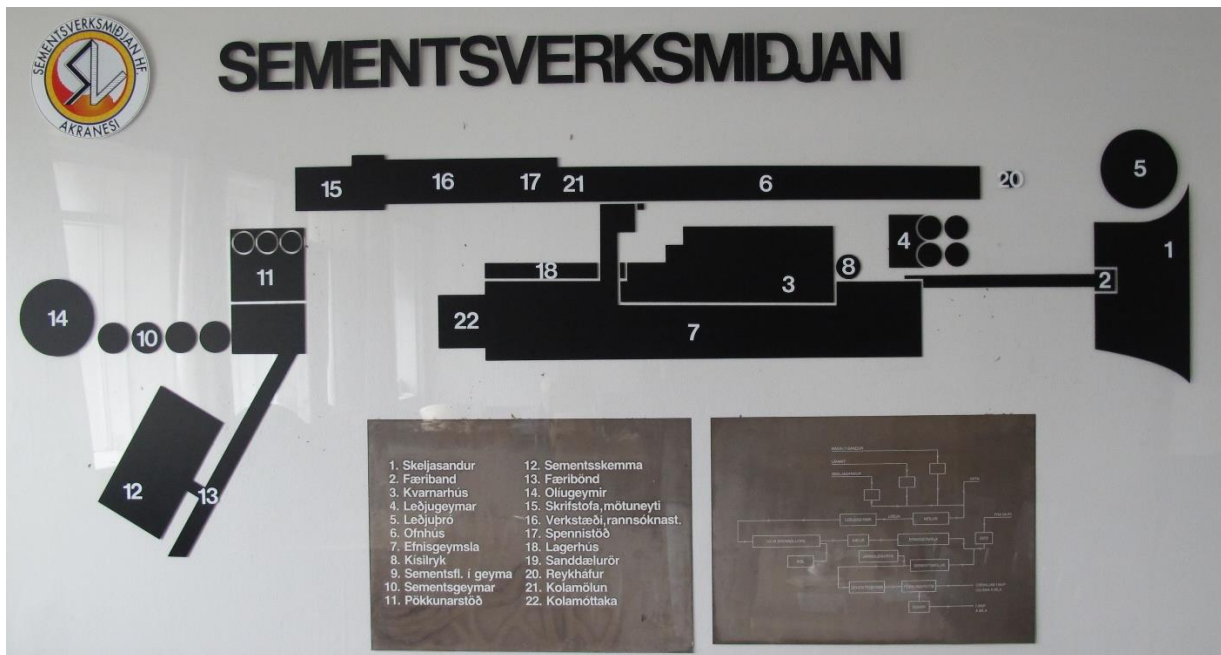 SEMENTSVERKSMIÐJAN HF
AKRANESI
SEMENTSVERKSMIÐJAN
15
16
17
21
6
20
5
1
4
11
18
3
8
2
14
10
22
7
12
13
1. Skeljasandur
2. Færiband
3. Kvarnarhús
4. Leðjugeymar
5. Leðjuþró
6. Ofnhús
7. Efnisgeymsla
8. Kísilryk
9. Sementsfl. í geyma
10. Sementsgeymar
11. Pökkunarstöð
12. Sementsskemma
13. Færibönd
14. Olíugeymir
15. Skrifstofa,mötuneyti
16. Verkstæði,rannsóknast.
17. Spennistöð
18. Lagerhús
19. Sanddælurör
20. Reykháfur
21. Kolamölun
22. Kolamóttaka